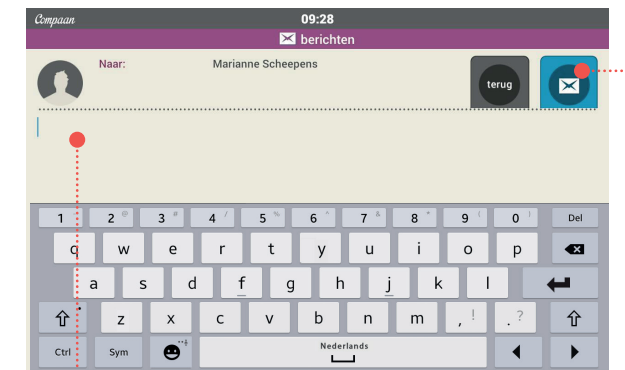 Compaan 09:28
berichten
Naar: Marianne Scheepens
terug
1 2 @ 3 # 4 / 5 % 6 ^ 7 & 8 * 9 ( 0 ) Del
q w e r t y u i o p
a s d f g h j k l
z x c v b n m , ! . ?
Ctrl Sym Nederlands